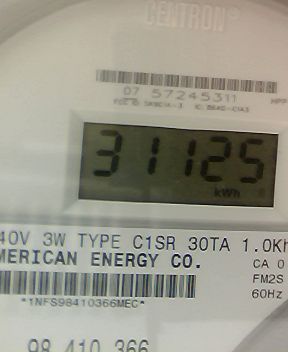 CENTRON®
07 57245311
31125
kWh
40V 3W TYPE C1SR 30TA 1.0Kh
MERICAN ENERGY CO.
CA 0
FM2S
60Hz
*1NFS98410366MEC*
98 410 366